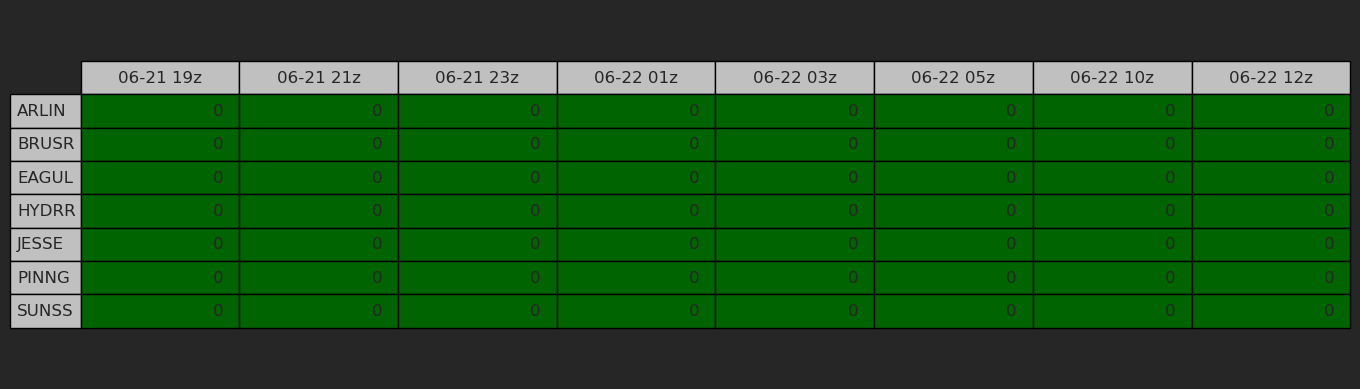 06-21 19z 06-21 21z 06-21 23z 06-22 01z 06-22 03z 06-22 05z 06-22 10z 06-22 12z
ARLIN 0 0 0 0 0 0 0 0
BRUSR 0 0 0 0 0 0 0 0
EAGUL 0 0 0 0 0 0 0 0
HYDRR 0 0 0 0 0 0 0 0
JESSE 0 0 0 0 0 0 0 0
PINNG 0 0 0 0 0 0 0 0
SUNSS 0 0 0 0 0 0 0 0